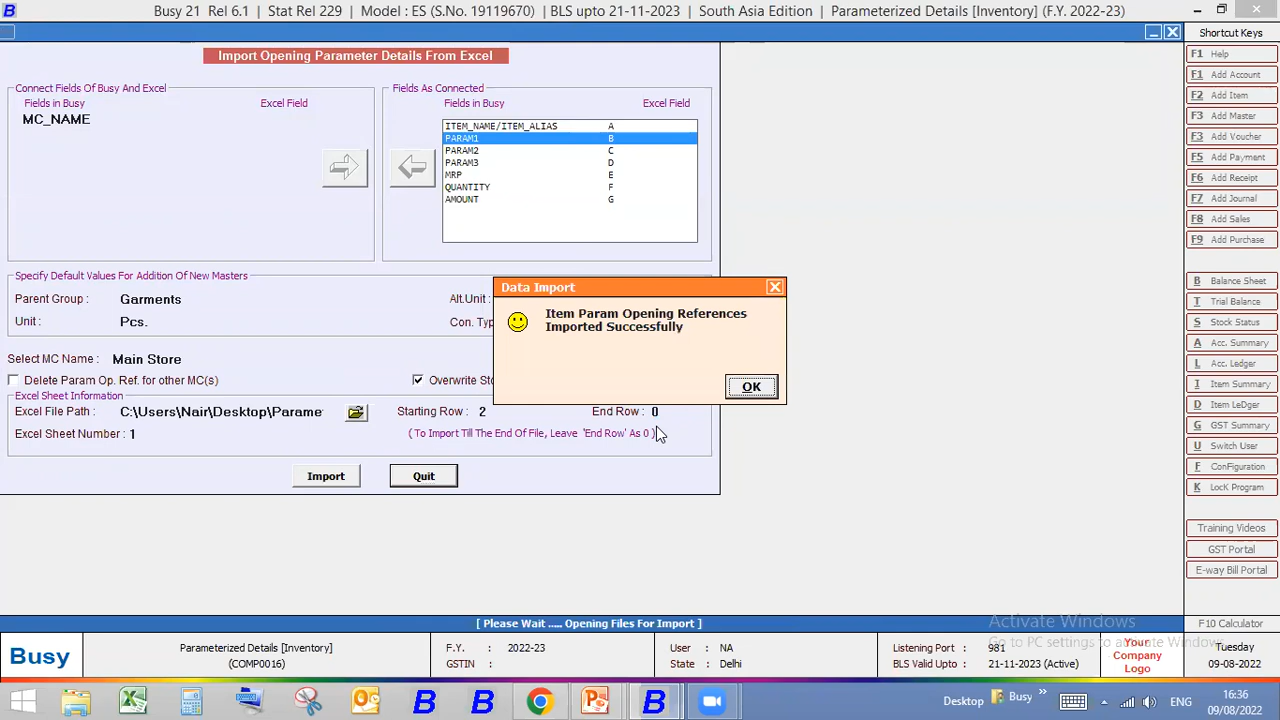 Busy 21 Rel 6.1 | Stat Rel 229 | Model : ES (S.No. 19119670) | BLS upto 21-11-2023 | South Asia Edition | Parameterized Details [Inventory] (F.Y. 2022-23)
Shortcut Keys
Import Opening Parameter Details From Excel
Connect Fields Of Busy And Excel
Fields in Busy Excel Field
MC_NAME
Fields As Connected
Fields in Busy Excel Field
ITEM_NAME/ITEM_ALIAS A
PARAM1 B
PARAM2 C
PARAM3 D
MRP E
QUANTITY F
AMOUNT G
Specify Default Values For Addition Of New Masters
Parent Group : Garments Alt.Unit :
Unit : Pcs. Con. Typ
Select MC Name : Main Store
Delete Param Op. Ref. for other MC(s) Overwrite Sto
Excel Sheet Information
Excel File Path : C:\Users\Nair\Desktop\Parame Starting Row : 2 End Row : 0
Excel Sheet Number : 1 ( To Import Till The End Of File, Leave 'End Row' As 0 )
Import Quit
Data Import
Item Param Opening References
Imported Successfully
OK
F1 Help
F1 Add Account
F2 Add Item
F3 Add Master
F3 Add Voucher
F5 Add Payment
F6 Add Receipt
F7 Add Journal
F8 Add Sales
F9 Add Purchase
B Balance Sheet
T Trial Balance
S Stock Status
A Acc. Summary
L Acc. Ledger
I Item Summary
D Item LeDger
G GST Summary
U Switch User
F Configuration
K LocK Program
Training Videos
GST Portal
E-way Bill Portal
F10 Calculator
[ Please Wait ..... Opening Files For Import ]
Activate Windows
Go to PC settings to activate Windows.
Busy
Parameterized Details [Inventory]
(COMP0016)
F.Y. 2022-23
GSTIN :
User : NA
State : Delhi
Listening Port : 981
BLS Valid Upto : 21-11-2023 (Active)
Your
Company
Logo
Tuesday
09-08-2022
Desktop Busy ENG
16:36
09/08/2022